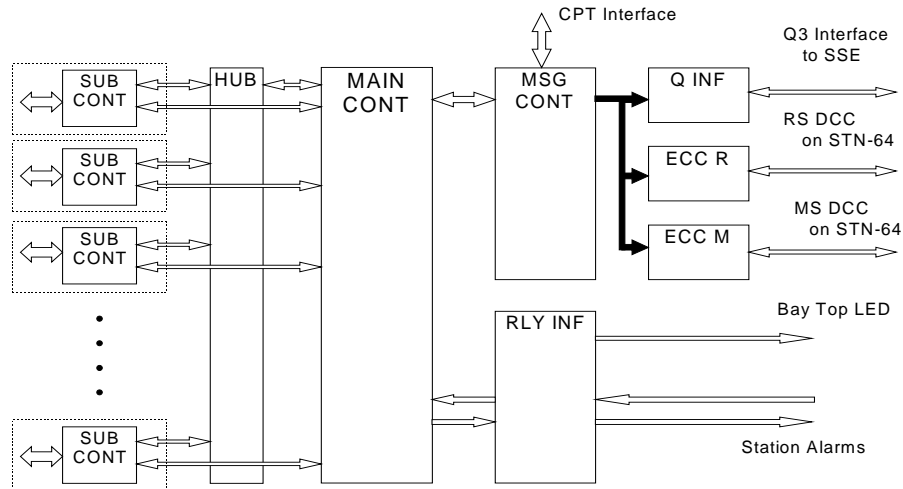 CPT Interface
Q3 Interface
to SSE
SUB
CONT
HUB
MAIN
CONT
MSG
CONT
Q INF
RS DCC
on STN-64
SUB
CONT
ECC R
MS DCC
on STN-64
SUB
CONT
ECC M
RLY INF
Bay Top LED
SUB
CONT
Station Alarms